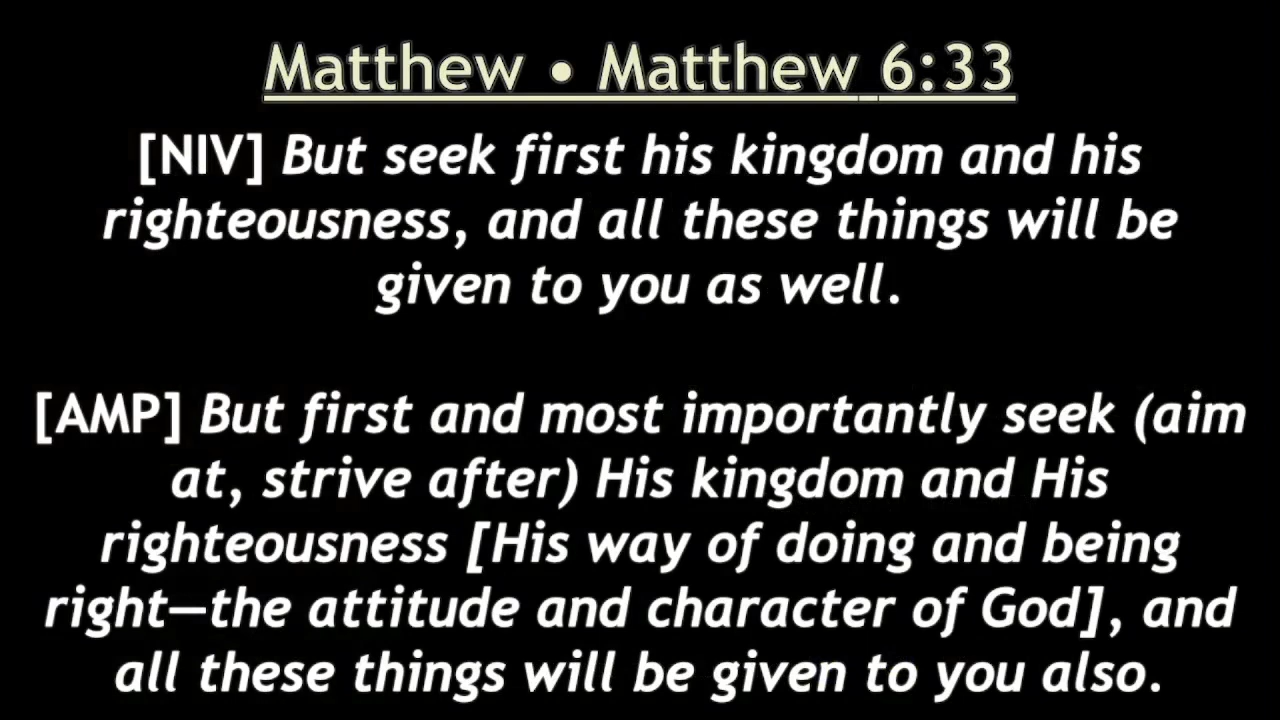 Matthew • Matthew 6:33
[NIV] But seek first his kingdom and his
righteousness, and all these things will be
given to you as well.
[AMP] But first and most importantly seek (aim
at, strive after) His kingdom and His
righteousness [His way of doing and being
right—the attitude and character of God], and
all these things will be given to you also.